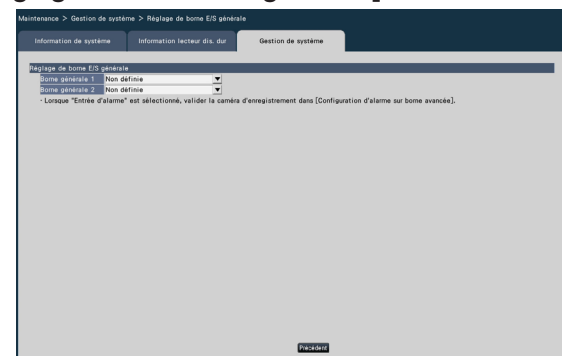 Maintenance > Gestion de système > Réglage de borne E/S générale
Information de système
Information lecteur dis. dur
Gestion de système
Réglage de borne E/S générale
Borne générale 1 Non définie
Borne générale 2 Non définie
- Lorsque "Entrée d'alarme" est sélectionné, valider la caméra d'enregistrement dans [Configuration d'alarme sur borne avancée].
Précédent